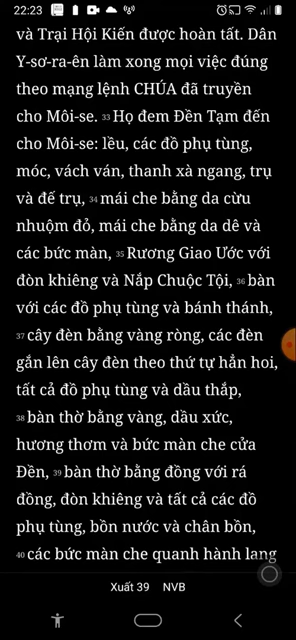 22:23
và Trại Hội Kiến được hoàn tất. Dân
Y-sơ-ra-ên làm xong mọi việc đúng
theo mạng lệnh CHÚA đã truyền
cho Môi-se. 33 Họ đem Đền Tạm đến
cho Môi-se: lều, các đồ phụ tùng,
móc, vách ván, thanh xà ngang, trụ
và đế trụ, 34 mái che bằng da cừu
nhuộm đỏ, mái che bằng da dê và
các bức màn, 35 Rương Giao Ước với
đòn khiêng và Nắp Chuộc Tội, 36 bàn
với các đồ phụ tùng và bánh thánh,
37 cây đèn bằng vàng ròng, các đèn
gắn lên cây đèn theo thứ tự hẳn hoi,
tất cả đồ phụ tùng và dầu thắp,
38 bàn thờ bằng vàng, dầu xức,
hương thơm và bức màn che cửa
Đền, 39 bàn thờ bằng đồng với rá
đồng, đòn khiêng và tất cả các đồ
phụ tùng, bồn nước và chân bồn,
40 các bức màn che quanh hành lang
Xuất 39 NVB